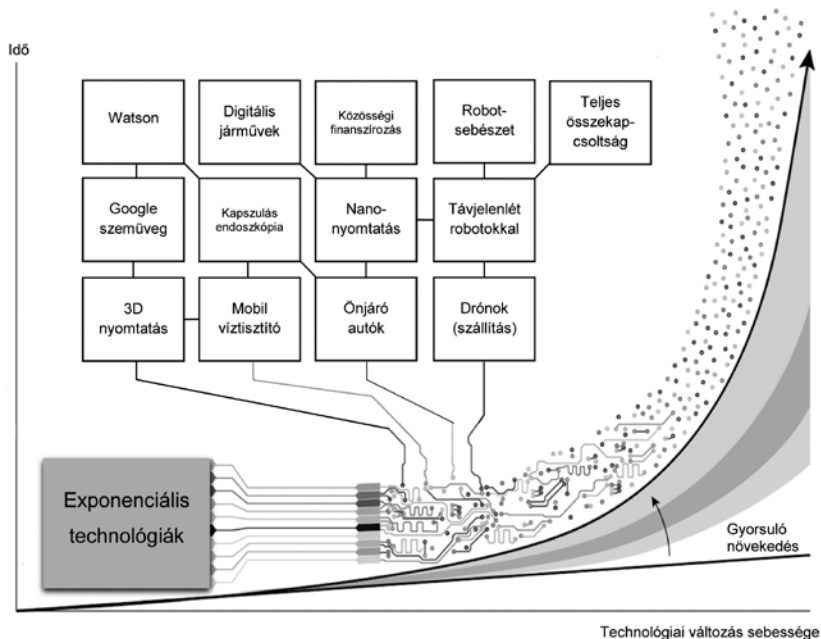 Idő
Watson
Digitális
járművek
Közösségi
finanszírozás
Robot-
sebészet
Teljes
összekap-
csoltság
Google
szemüveg
Kapszulás
endoszkópia
Nano-
nyomtatás
Távjelenlét
robotokkal
3D
nyomtatás
Mobil
víztisztító
Önjáró
autók
Drónok
(szállítás)
Exponenciális
technológiák
Gyorsuló
növekedés
Technológiai változás sebessége